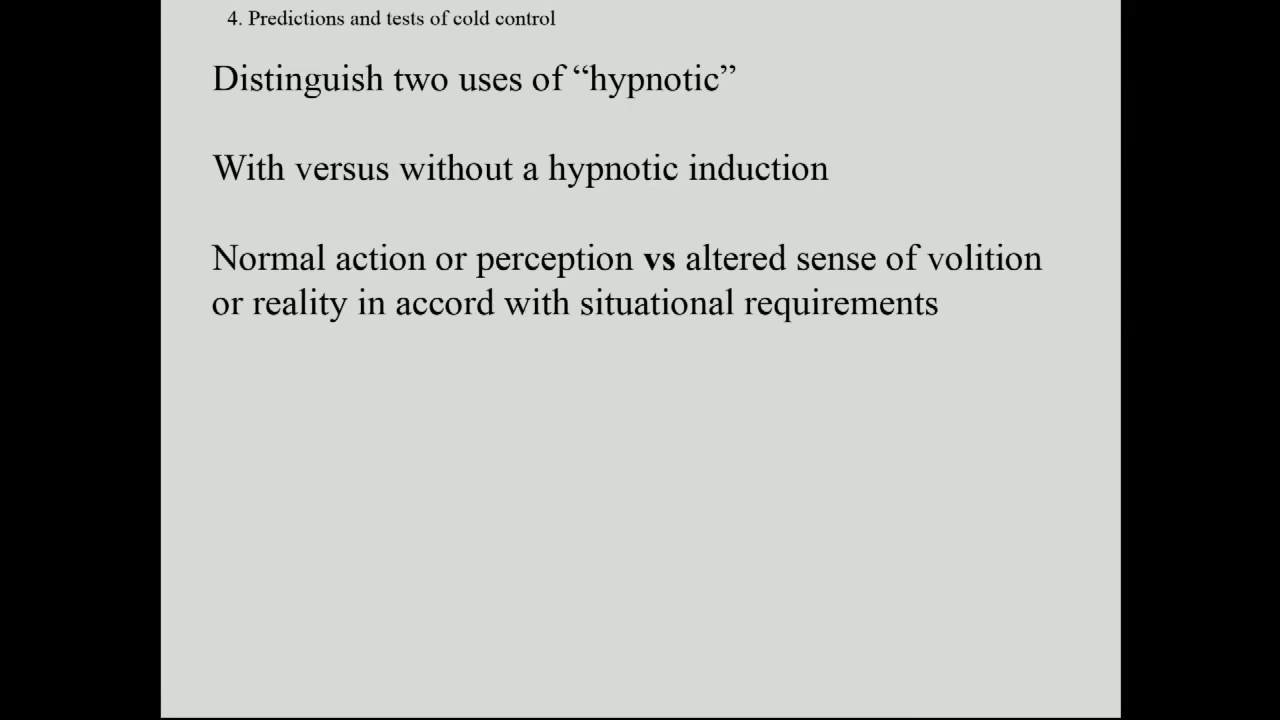 4. Predictions and tests of cold control
Distinguish two uses of “hypnotic”
With versus without a hypnotic induction
Normal action or perception vs altered sense of volition
or reality in accord with situational requirements